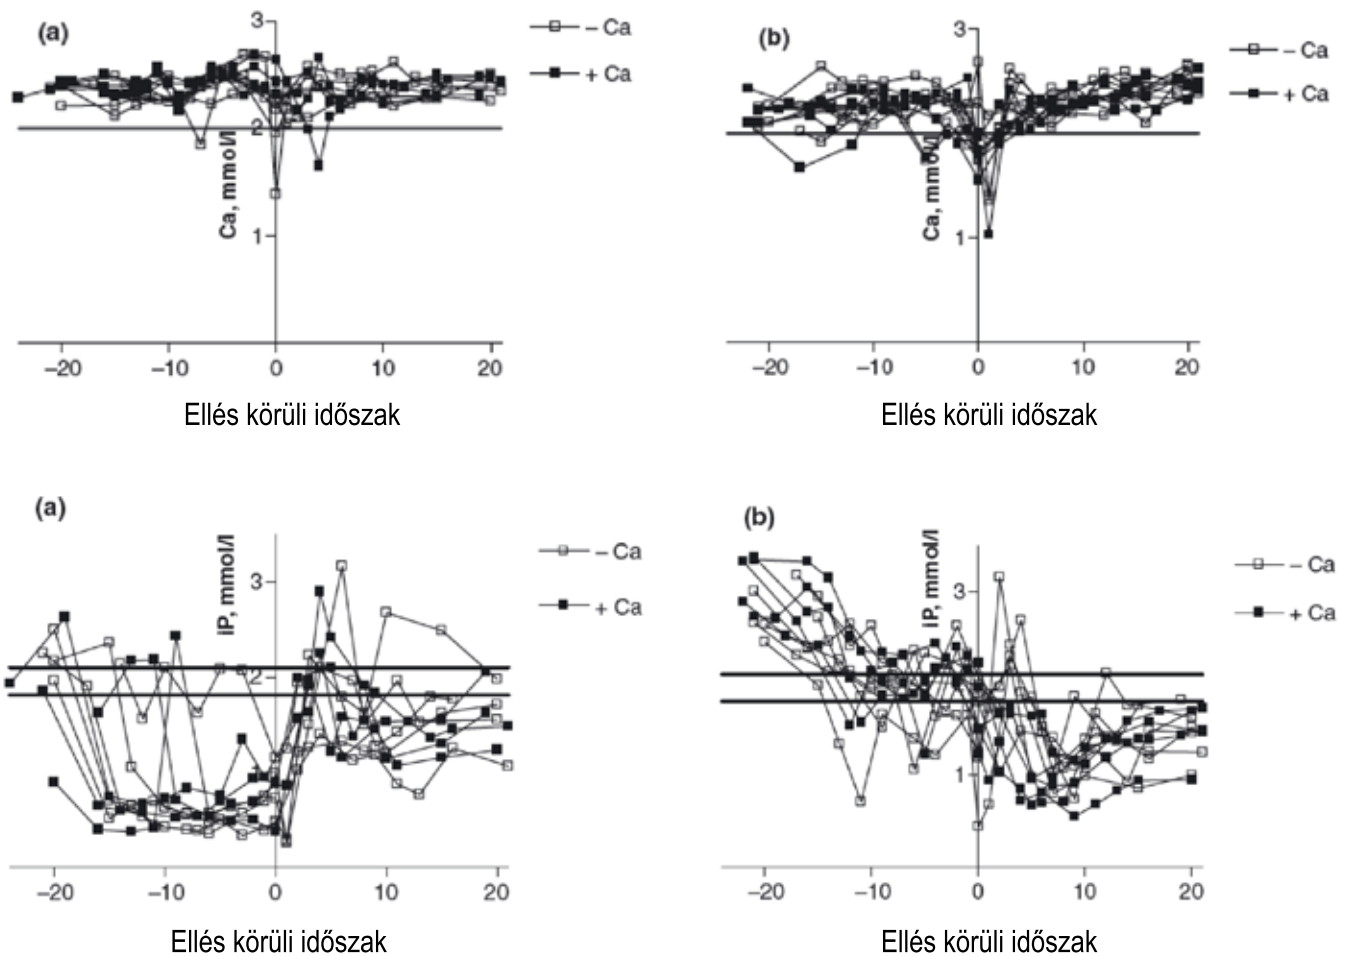 (a)
3
– Ca
+ Ca
2
Ca, mmol/l
1
–20 –10 0 10 20
Ellés körüli időszak
(b)
3
– Ca
+ Ca
Ca, mmol/l
1
–20 –10 0 10 20
Ellés körüli időszak
(a)
iP, mmol/l
– Ca
3
+ Ca
2
1
–20 –10 0 10 20
Ellés körüli időszak
(b)
iP, mmol/l
– Ca
3
+ Ca
1
–20 –10 0 10 20
Ellés körüli időszak